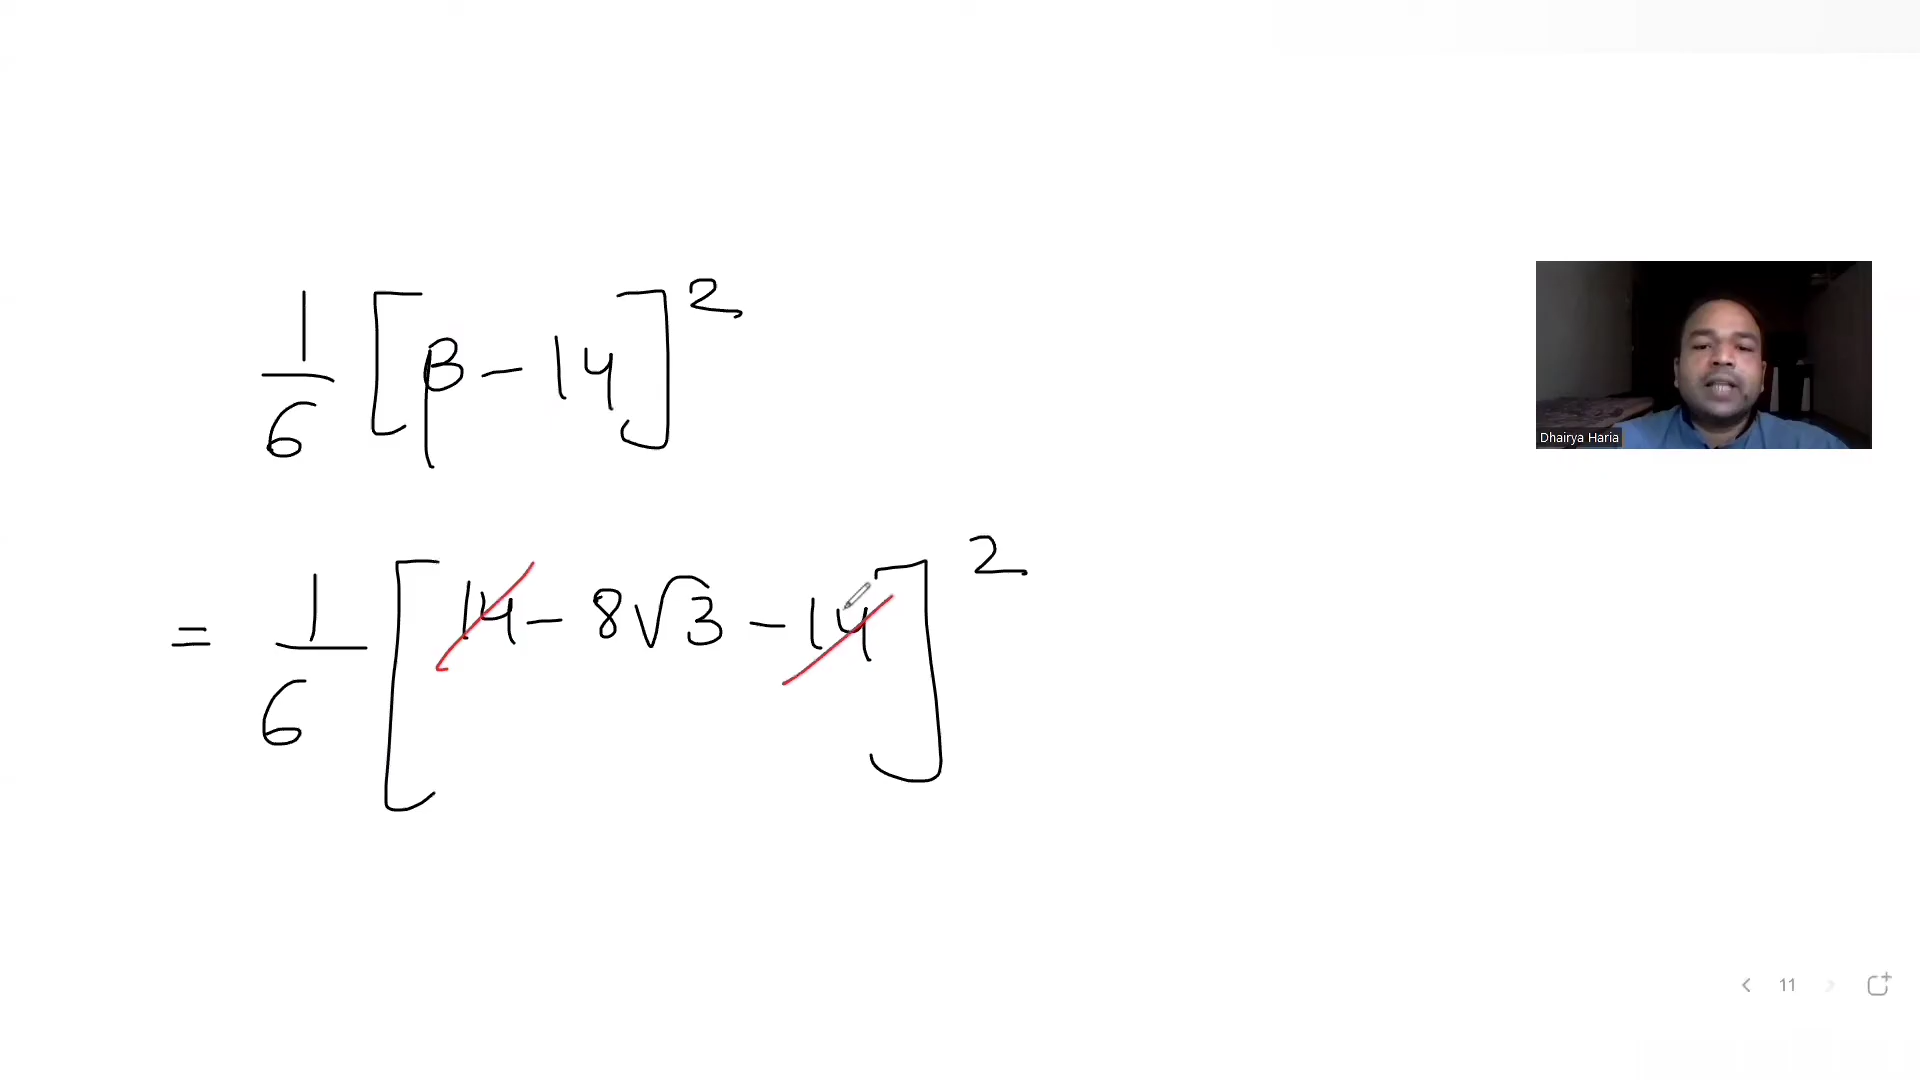 1/6 [β - 14]²
= 1/6 [14 - 8√3 - 14]²
Dhairya Haria
11